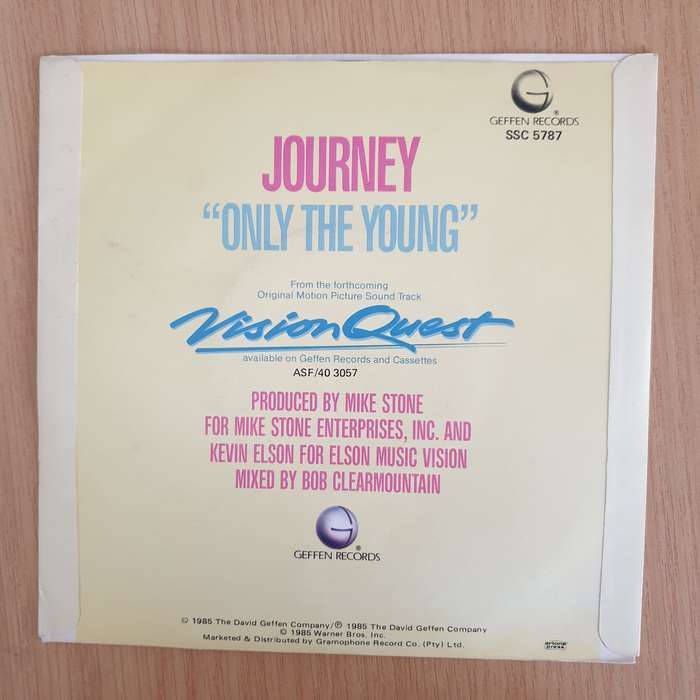 GEFFEN RECORDS
SSC 5787
JOURNEY
“ONLY THE YOUNG”
From the forthcoming
Original Motion Picture Sound Track
Vision Quest
available on Geffen Records and Cassettes
ASF/40 3057
PRODUCED BY MIKE STONE
FOR MIKE STONE ENTERPRISES, INC. AND
KEVIN ELSON FOR ELSON MUSIC VISION
MIXED BY BOB CLEARMOUNTAIN
GEFFEN RECORDS
© 1985 The David Geffen Company/℗ 1985 The David Geffen Company
© 1985 Warner Bros, Inc.
Marketed & Distributed by Gramophone Record Co. (Pty) Ltd.